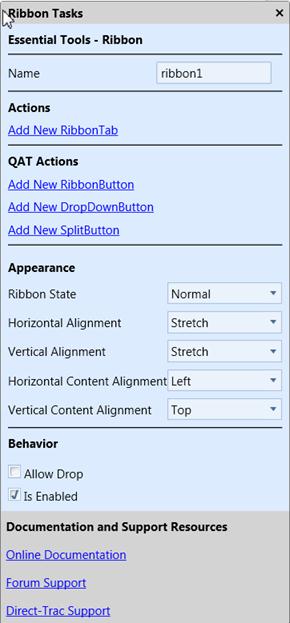 Ribbon Tasks
Essential Tools - Ribbon
Name ribbon1
Actions
Add New RibbonTab
QAT Actions
Add New RibbonButton
Add New DropDownButton
Add New SplitButton
Appearance
Ribbon State Normal
Horizontal Alignment Stretch
Vertical Alignment Stretch
Horizontal Content Alignment Left
Vertical Content Alignment Top
Behavior
Allow Drop
Is Enabled
Documentation and Support Resources
Online Documentation
Forum Support
Direct-Trac Support